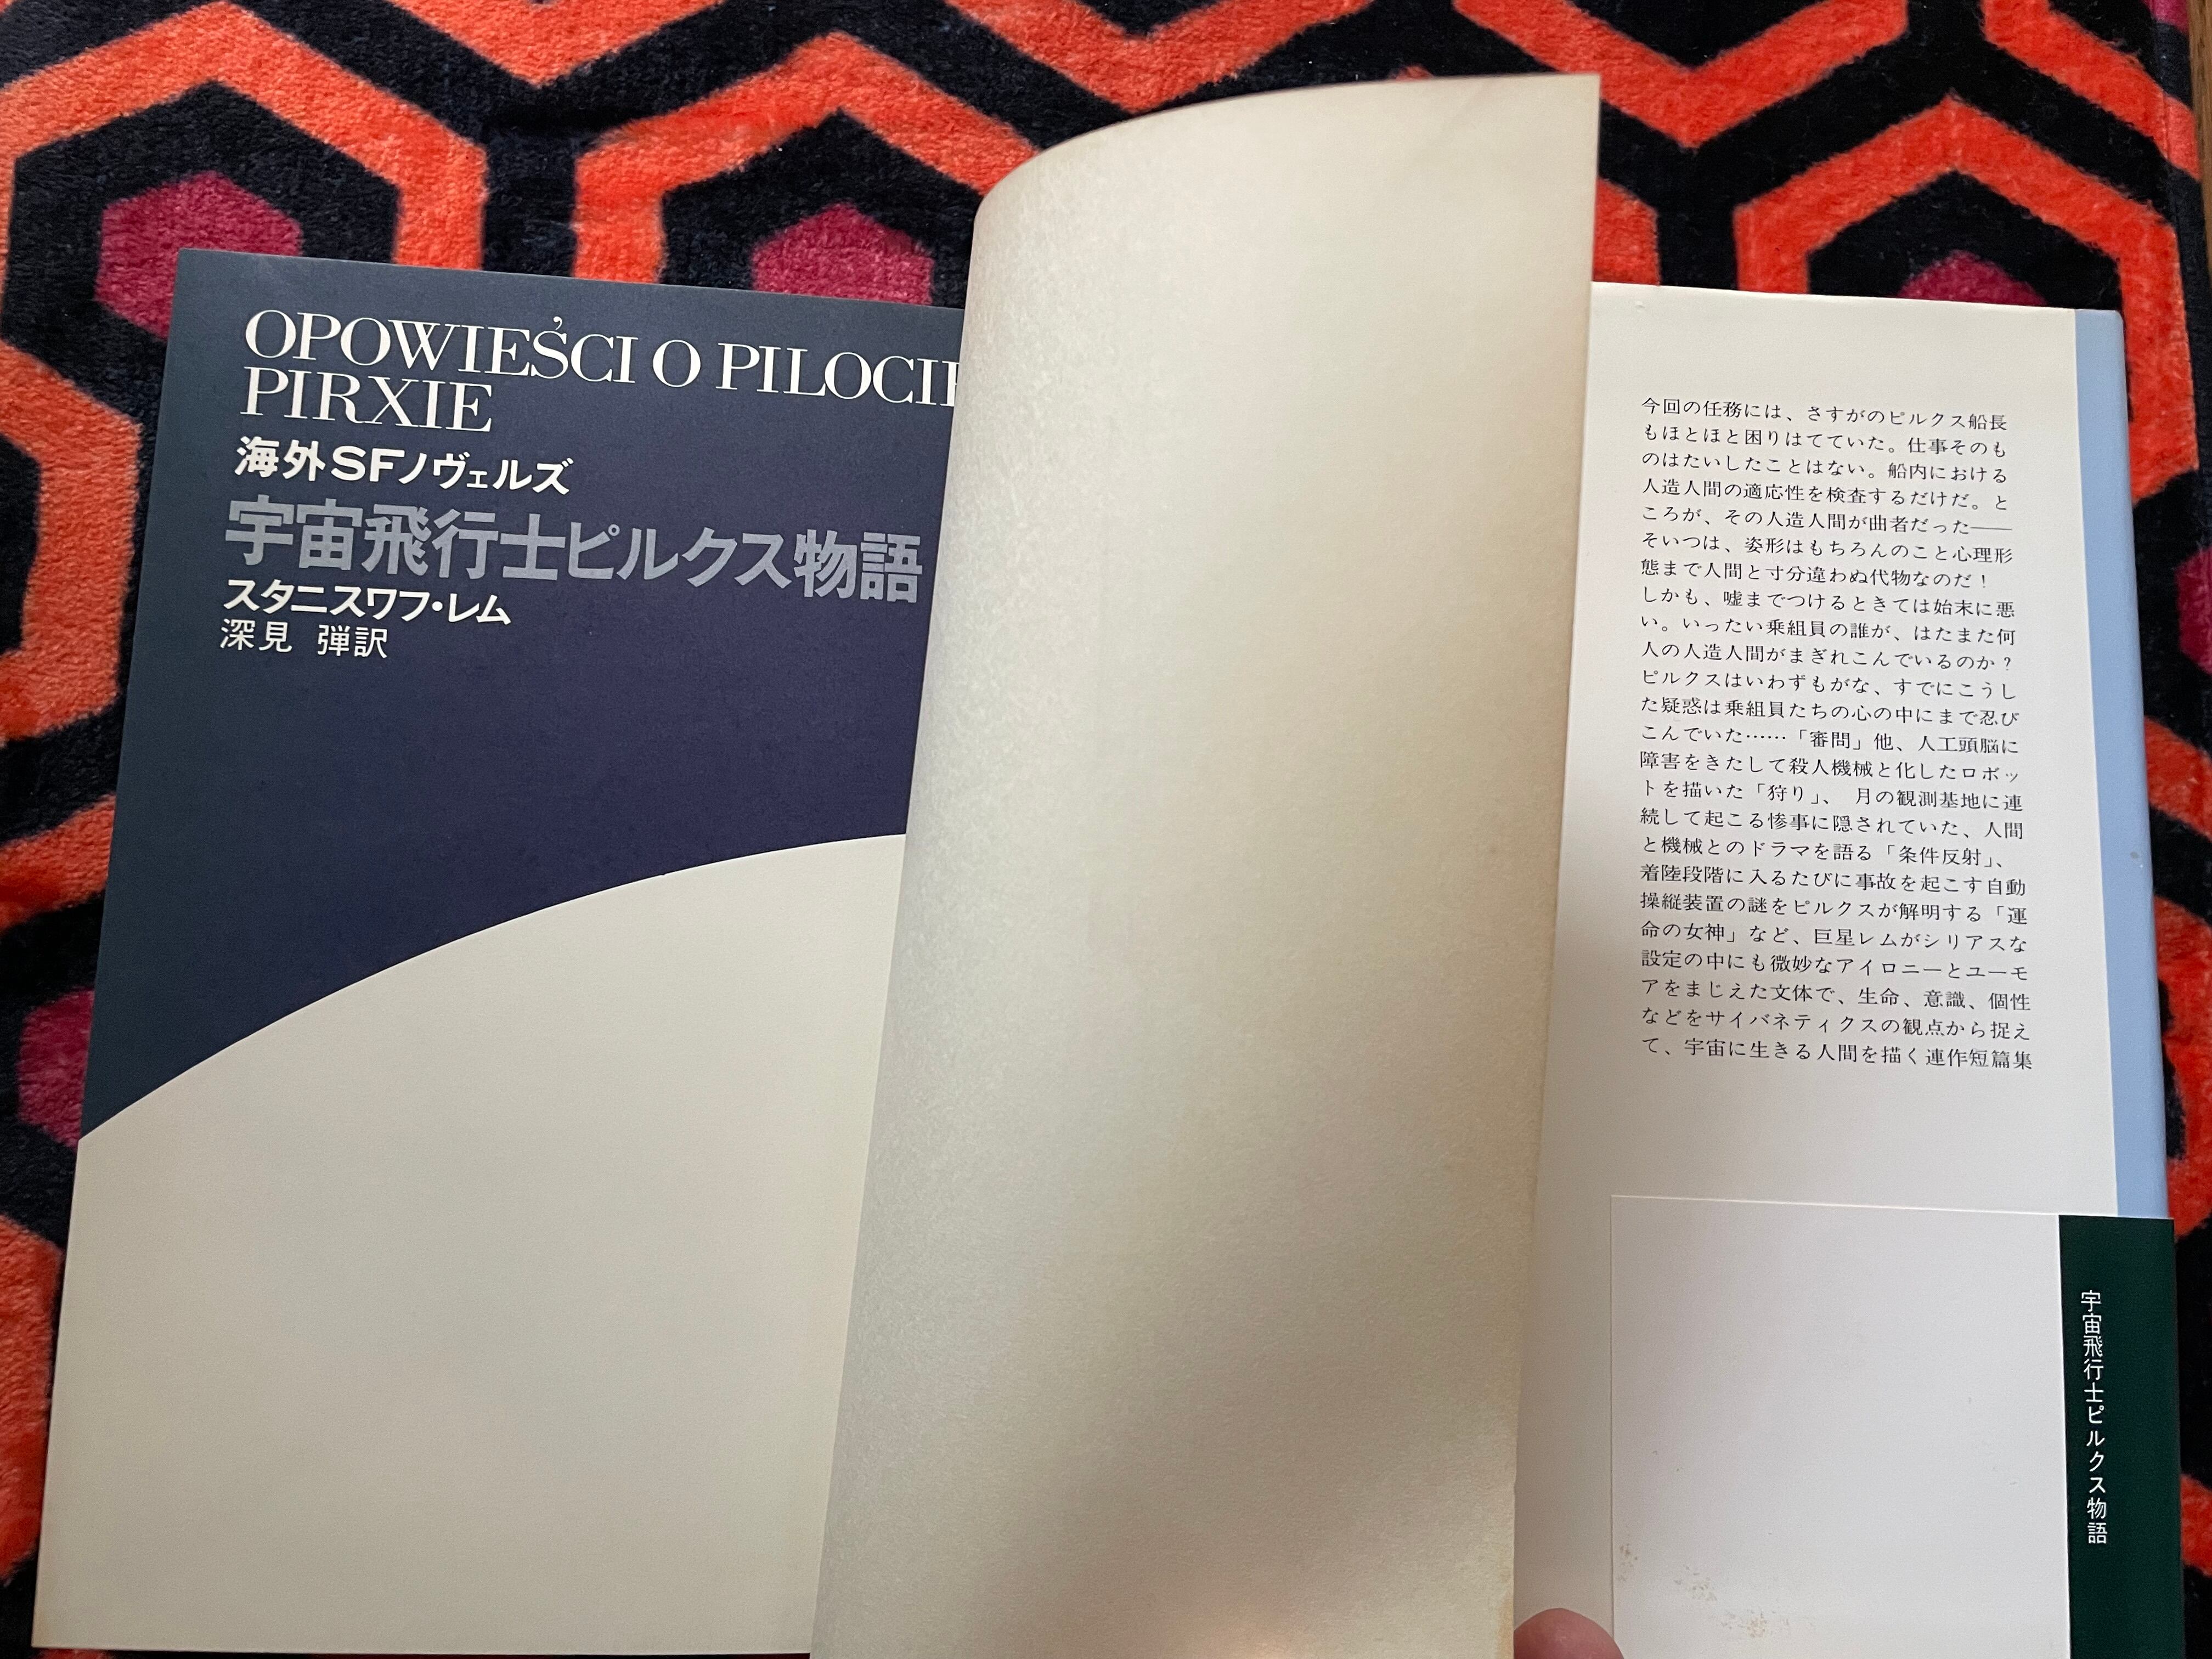 OPOWIEŚCI O PILOCI
PIRXIE
海外SFノヴェルズ
宇宙飛行士ピルクス物語
スタニスワフ・レム
深見 弾訳
今回の任務には、さすがのピルクス船長
もほとほと困りはてていた。仕事そのも
のはたいしたことはない。船内における
人造人間の適応性を検査するだけだ。と
ころが、その人造人間が曲者だった——
そいつは、姿形はもちろんのこと心理形
態まで人間と寸分違わぬ代物なのだ！
しかも、嘘までつけるときては始末に悪
い。いったい乗組員の誰が、はたまた何
人の人造人間がまぎれこんでいるのか？
ピルクスはいわずもがな、すでにこうし
た疑惑は乗組員たちの心の中にまで忍び
こんでいた……「審問」他、人工頭脳に
障害をきたして殺人機械と化したロボッ
トを描いた「狩り」、 月の観測基地に連
続して起こる惨事に隠されていた、人間
と機械とのドラマを語る「条件反射」、
着陸段階に入るたびに事故を起こす自動
操縦装置の謎をピルクスが解明する「運
命の女神」など、巨星レムがシリアスな
設定の中にも微妙なアイロニーとユーモ
アをまじえた文体で、生命、意識、個性
などをサイバネティクスの観点から捉え
て、宇宙に生きる人間を描く連作短篇集
宇宙飛行士ピルクス物語